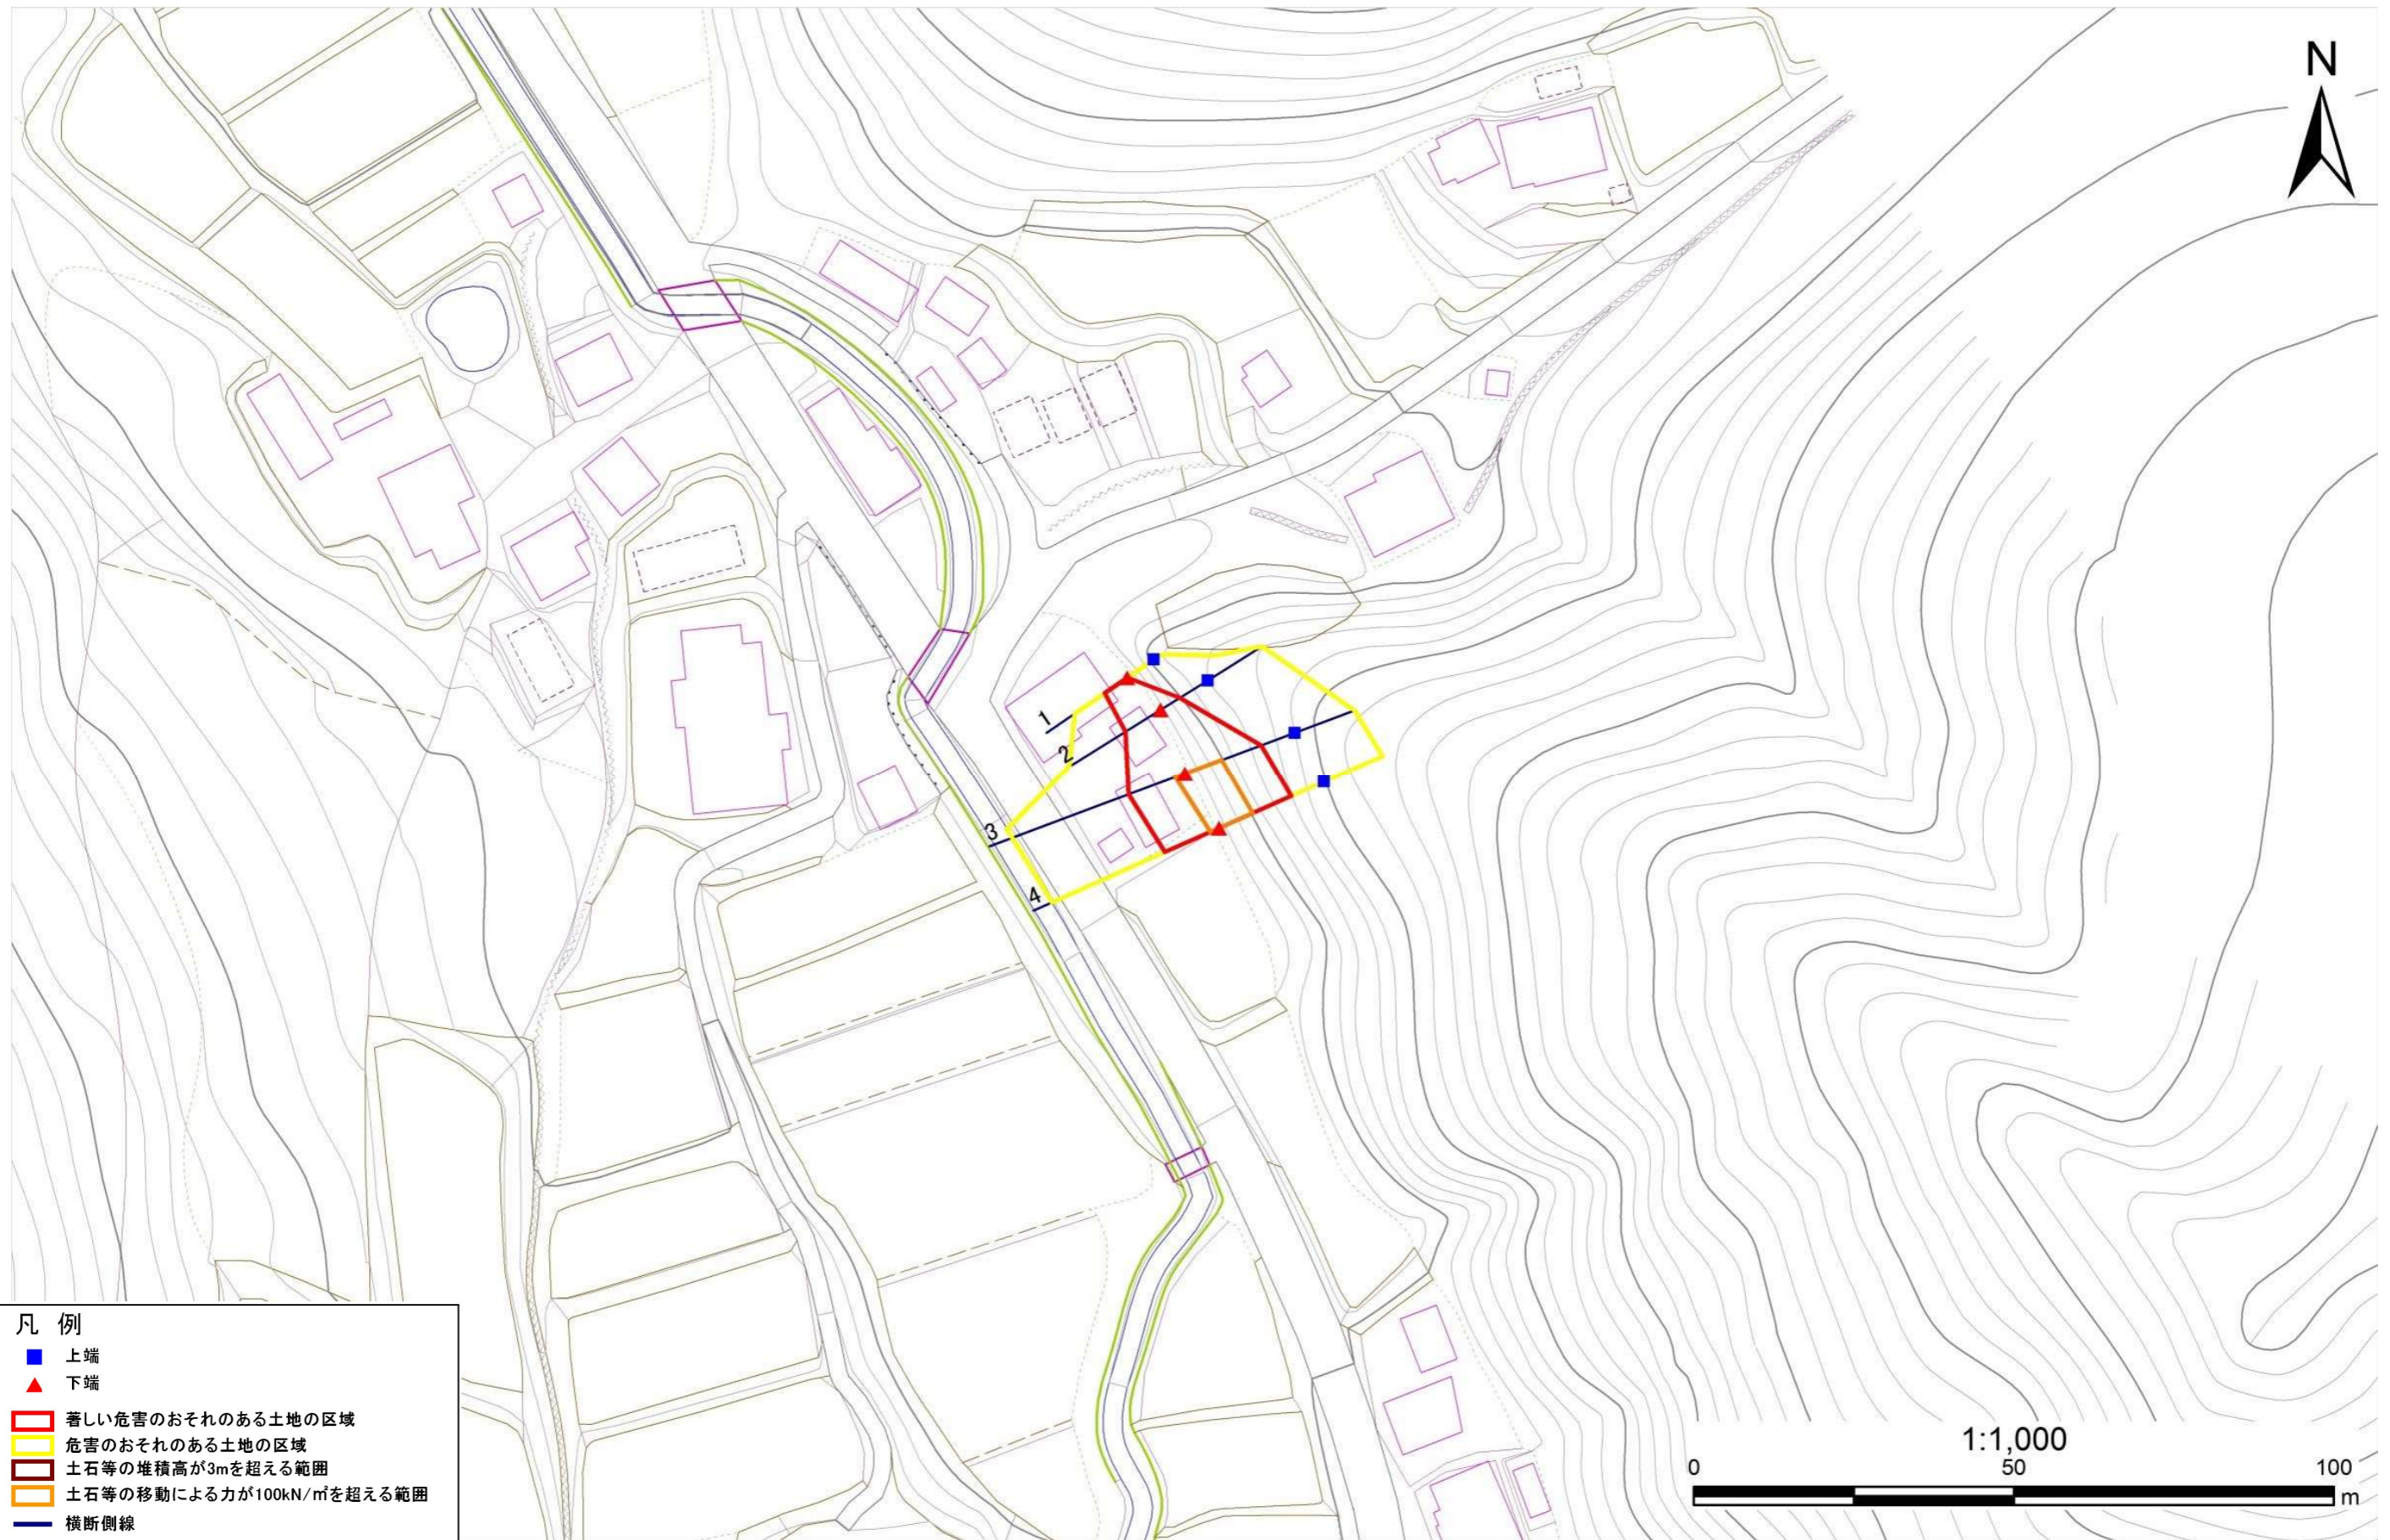 N
1
2
3
4
凡 例
上端
下端
著しい危害のおそれのある土地の区域
危害のおそれのある土地の区域
土石等の堆積高が3mを超える範囲
土石等の移動による力が100kN/㎡を超える範囲
横断側線
1:1,000
0 50 100
m